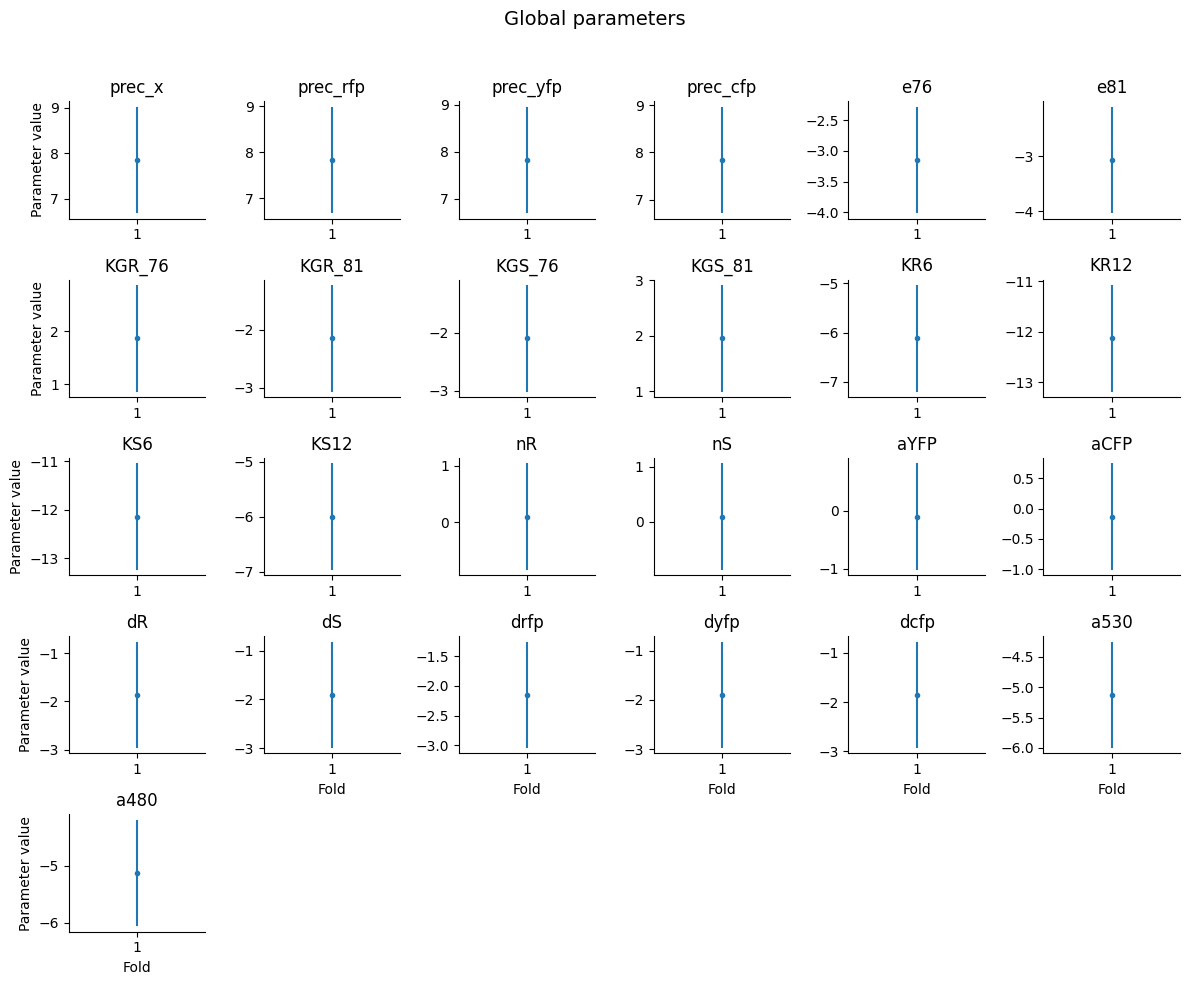 Global parameters
prec_x prec_rfp prec_yfp prec_cfp e76 e81
Parameter value
9 8 7 1
9 8 7 1
9 8 7 1
9 8 7 1
−2.5 −3.0 −3.5 −4.0 1
−3 −4 1
KGR_76 KGR_81 KGS_76 KGS_81 KR6 KR12
Parameter value
2 1 1
−2 −3 1
−2 −3 1
3 2 1 1
−5 −6 −7 1
−11 −12 −13 1
KS6 KS12 nR nS aYFP aCFP
Parameter value
−11 −12 −13 1
−5 −6 −7 1
1 0 1
1 0 1
0 −1 1
0.5 0.0 −0.5 −1.0 1
dR dS drfp dyfp dcfp a530
Parameter value
−1 −2 −3 1
−1 −2 −3 1
−1.5 −2.0 −2.5 −3.0 1
−1 −2 −3 1
−1 −2 −3 1
−4.5 −5.0 −5.5 −6.0 1
Fold Fold Fold Fold Fold
a480
Parameter value
−5 −6 1
Fold